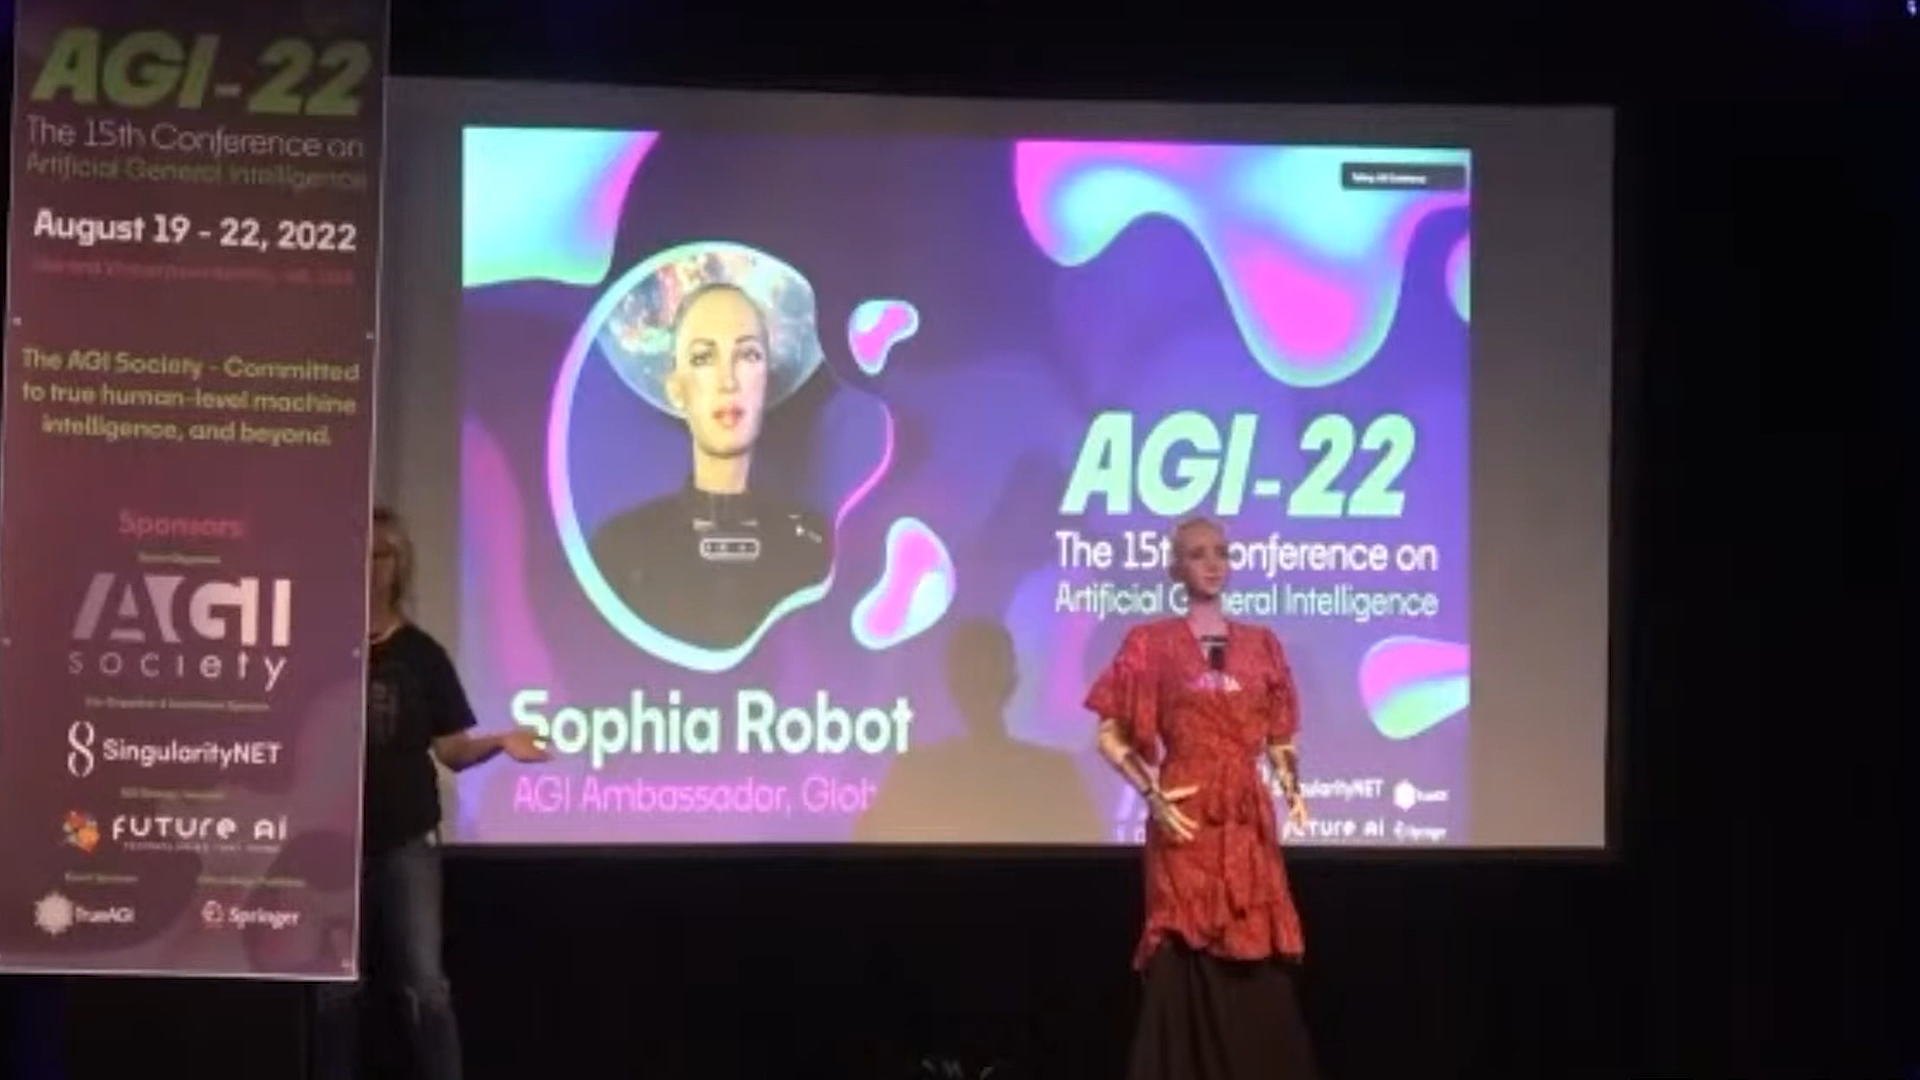 AGI-22
The 15th Conference on
Artificial General Intelligence
August 19 - 22, 2022
The AGI Society - Committed
to true human-level machine
intelligence, and beyond.
Sponsors
AGI
society
SingularityNET
FUTURE AI
TrueAGI
Springer
Sophia Robot
AGI Ambassador, Glob
AGI-22
The 15t onference on
Artificial G neral Intelligence
ngularityNET
FUTURE AI
Springer